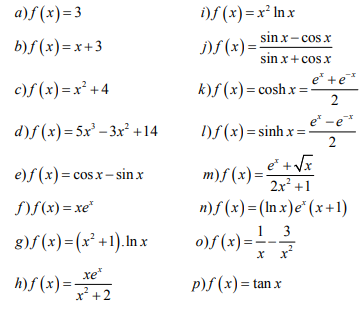 a) f(x) = 3
b) f(x) = x + 3
c) f(x) = x² + 4
d) f(x) = 5x³ – 3x² + 14
e) f(x) = cos x – sin x
f) f(x) = xeˣ
g) f(x) = (x² + 1).ln x
h) f(x) = xeˣ / (x² + 2)
i) f(x) = x² ln x
j) f(x) = (sin x – cos x) / (sin x + cos x)
k) f(x) = cosh x = (eˣ + e⁻ˣ) / 2
l) f(x) = sinh x = (eˣ – e⁻ˣ) / 2
m) f(x) = (eˣ + √x) / (2x² + 1)
n) f(x) = (ln x)eˣ(x + 1)
o) f(x) = 1/x – 3/x²
p) f(x) = tan x